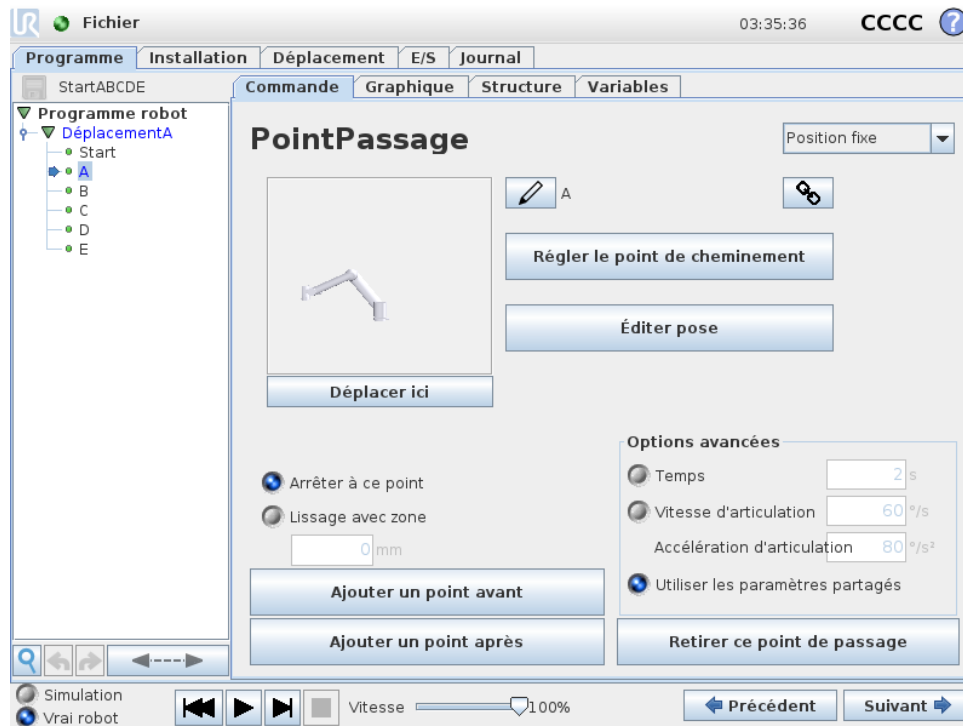 UR Fichier 03:35:36 CCCC ?
Programme Installation Déplacement E/S Journal
StartABCDE
Commande Graphique Structure Variables
Programme robot
DéplacementA
Start
A
B
C
D
E
PointPassage
Position fixe
A
Régler le point de cheminement
Éditer pose
Déplacer ici
Arrêter à ce point
Lissage avec zone
0 mm
Options avancées
Temps 2 s
Vitesse d'articulation 60 °/s
Accélération d'articulation 80 °/s²
Utiliser les paramètres partagés
Ajouter un point avant
Ajouter un point après
Retirer ce point de passage
Simulation
Vrai robot
Vitesse 100%
Précédent Suivant